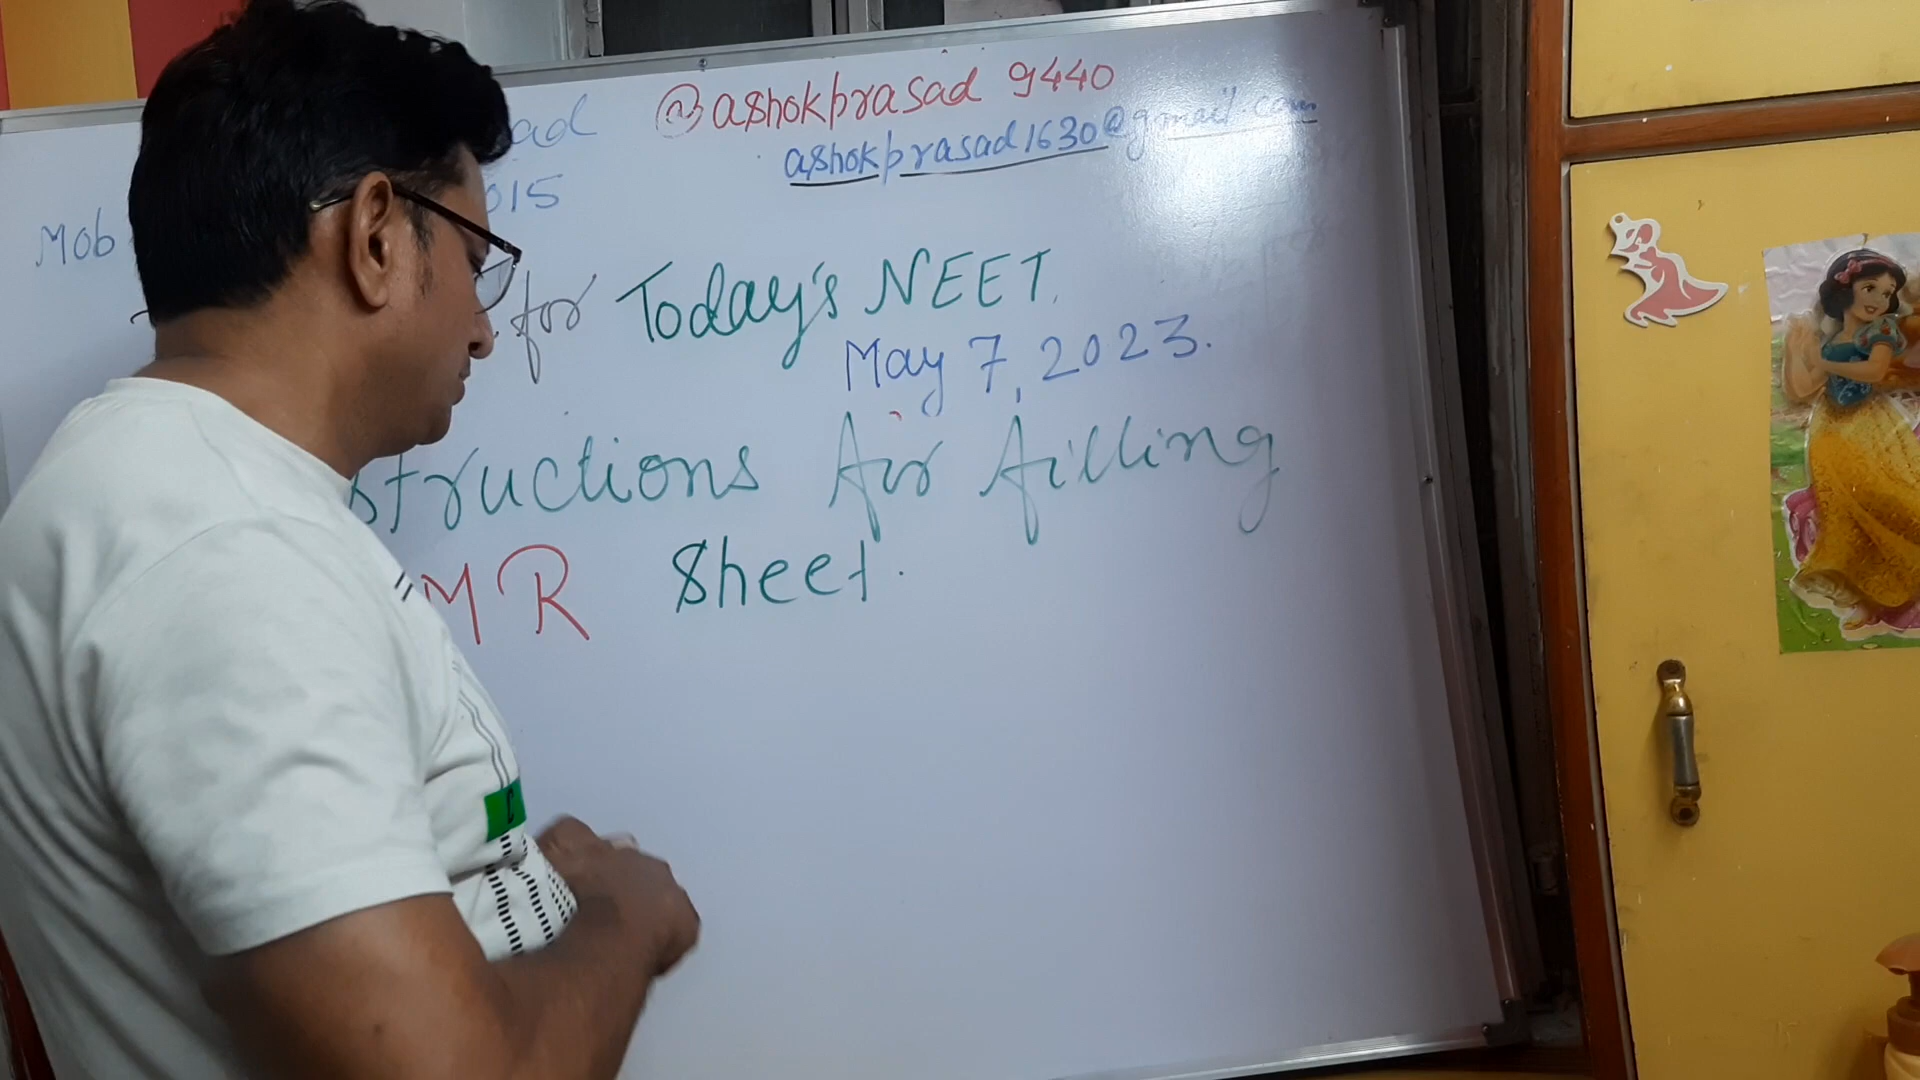 ad @ashokprasad 9440
ashokprasad1630@gmail.com
Mob 015
for Today's NEET.
May 7, 2023.
structions for filling
MR Sheet.